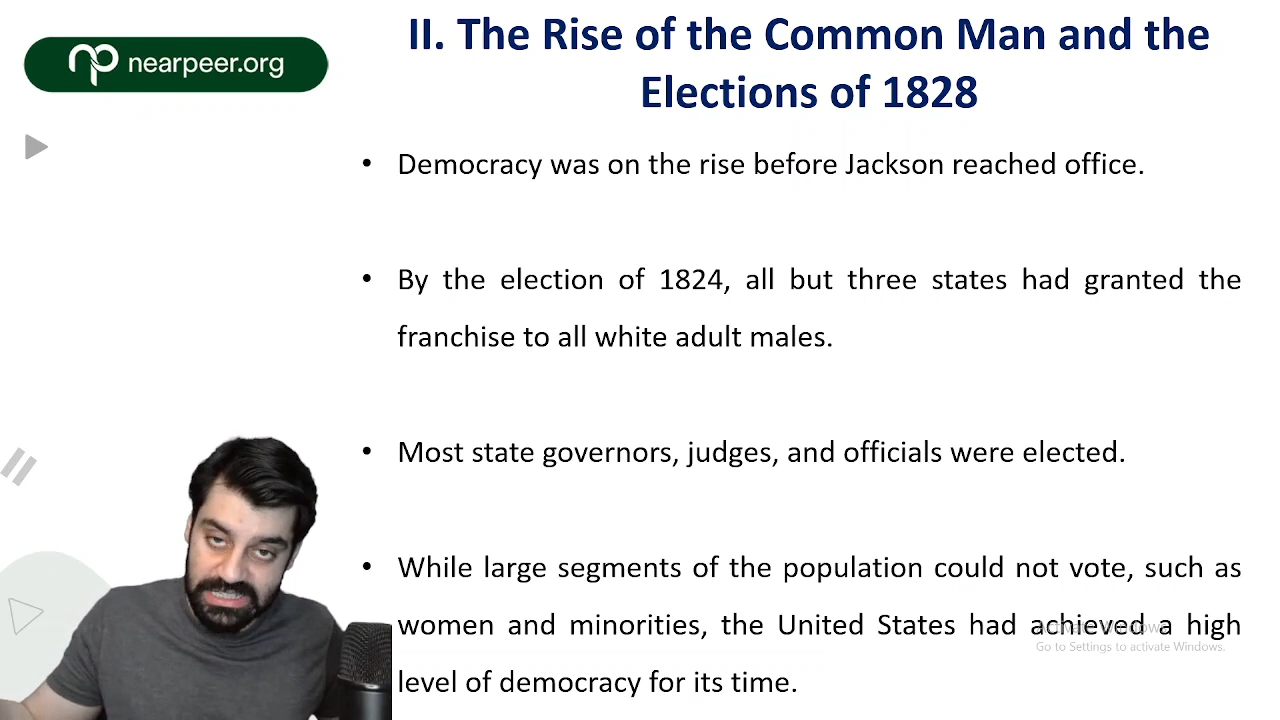 nearpeer.org
II. The Rise of the Common Man and the
Elections of 1828
• Democracy was on the rise before Jackson reached office.
• By the election of 1824, all but three states had granted the
franchise to all white adult males.
• Most state governors, judges, and officials were elected.
• While large segments of the population could not vote, such as
women and minorities, the United States had achieved a high
level of democracy for its time.
Activate Windows
Go to Settings to activate Windows.